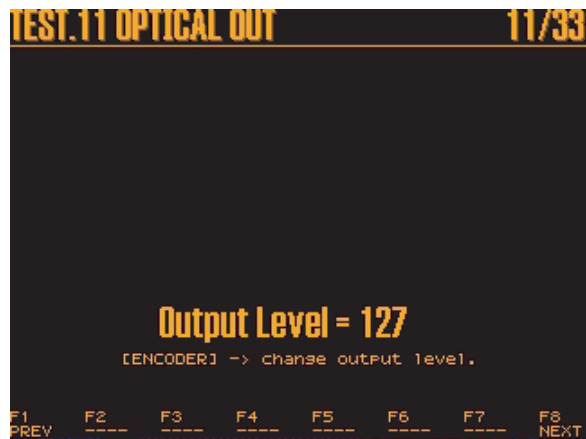 TEST.11 OPTICAL OUT 11/33
Output Level = 127
[ENCODER] -> change output level.
F1 F2 F3 F4 F5 F6 F7 F8
PREV ---- ---- ---- ---- ---- ---- NEXT